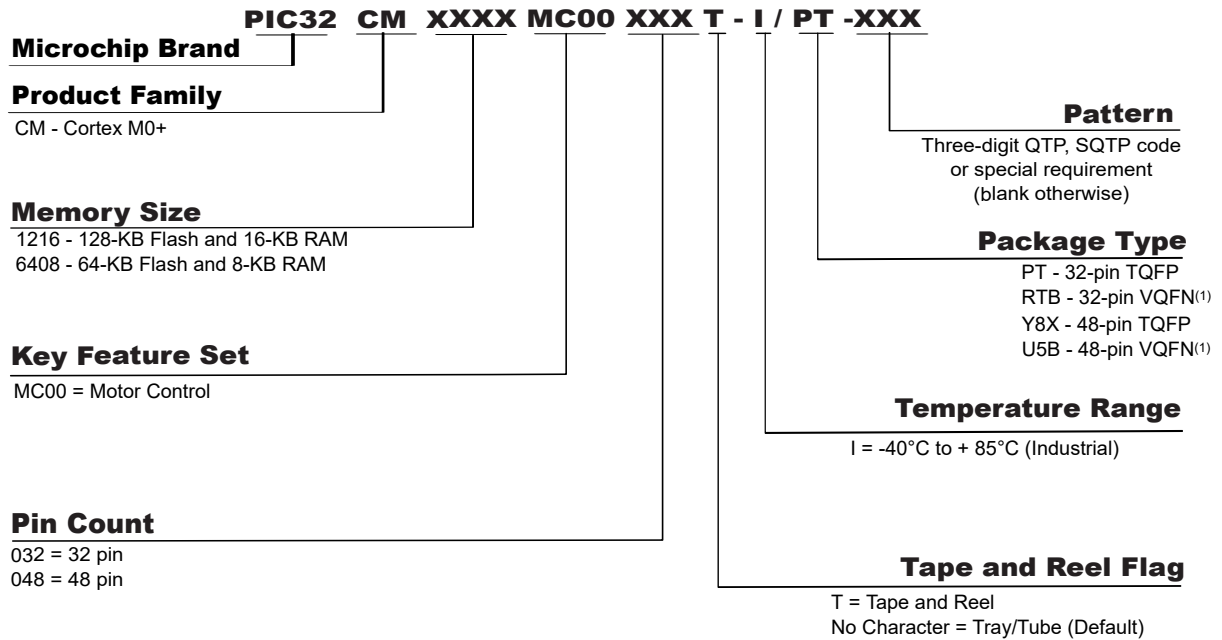 PIC32 CM XXXX MC00 XXX T - I / PT -XXX
Microchip Brand
Product Family
CM - Cortex M0+
Memory Size
1216 - 128-KB Flash and 16-KB RAM
6408 - 64-KB Flash and 8-KB RAM
Key Feature Set
MC00 = Motor Control
Pin Count
032 = 32 pin
048 = 48 pin
Pattern
Three-digit QTP, SQTP code
or special requirement
(blank otherwise)
Package Type
PT - 32-pin TQFP
RTB - 32-pin VQFN(1)
Y8X - 48-pin TQFP
U5B - 48-pin VQFN(1)
Temperature Range
I = -40°C to + 85°C (Industrial)
Tape and Reel Flag
T = Tape and Reel
No Character = Tray/Tube (Default)